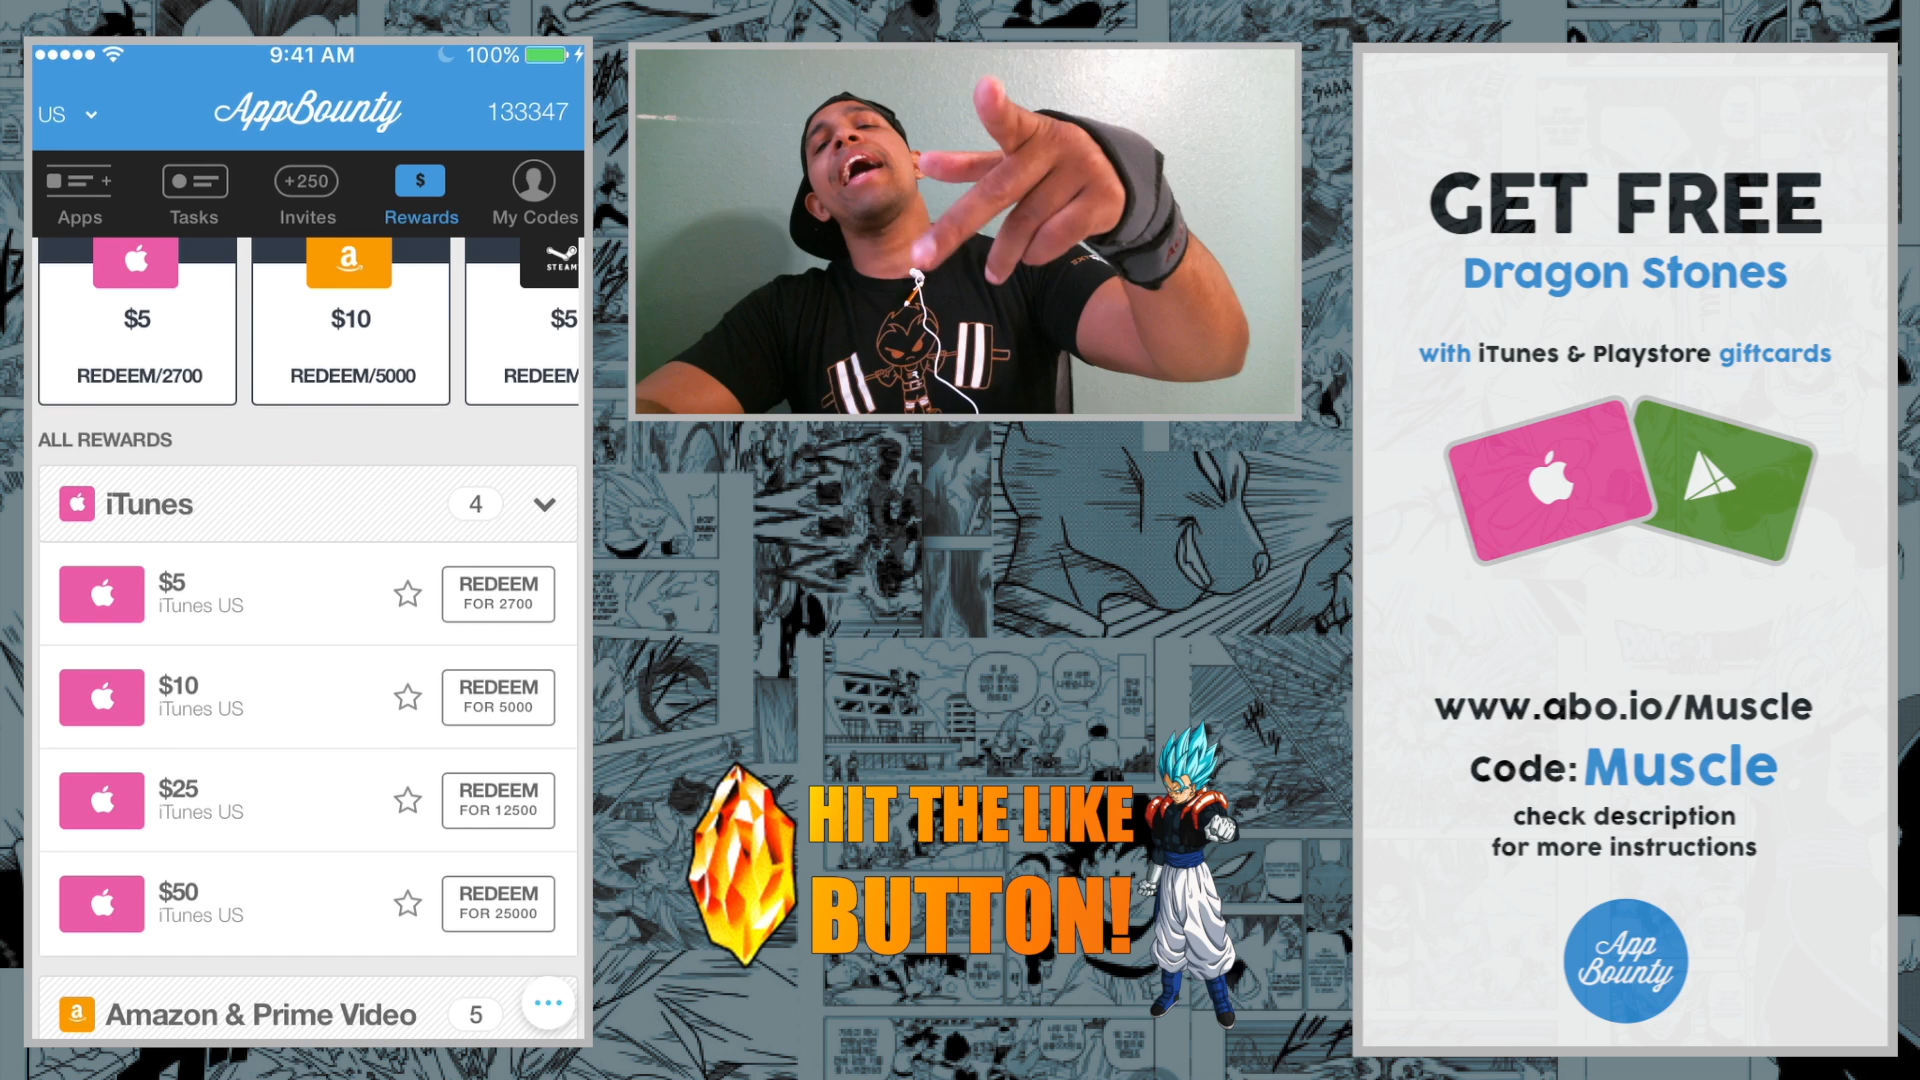 9:41 AM
100%
US
AppBounty
133347
+250
$
Apps
Tasks
Invites
Rewards
My Codes
a
STEAM
$5
$10
$5
REDEEM/2700
REDEEM/5000
REDEEM
ALL REWARDS
iTunes
4
$5
iTunes US
REDEEM
FOR 2700
$10
iTunes US
REDEEM
FOR 5000
$25
iTunes US
REDEEM
FOR 12500
$50
iTunes US
REDEEM
FOR 25000
a
Amazon & Prime Video
5
HIT THE LIKE
BUTTON!
GET FREE
Dragon Stones
with iTunes & Playstore giftcards
www.abo.io/Muscle
Code: Muscle
check description
for more instructions
App
Bounty